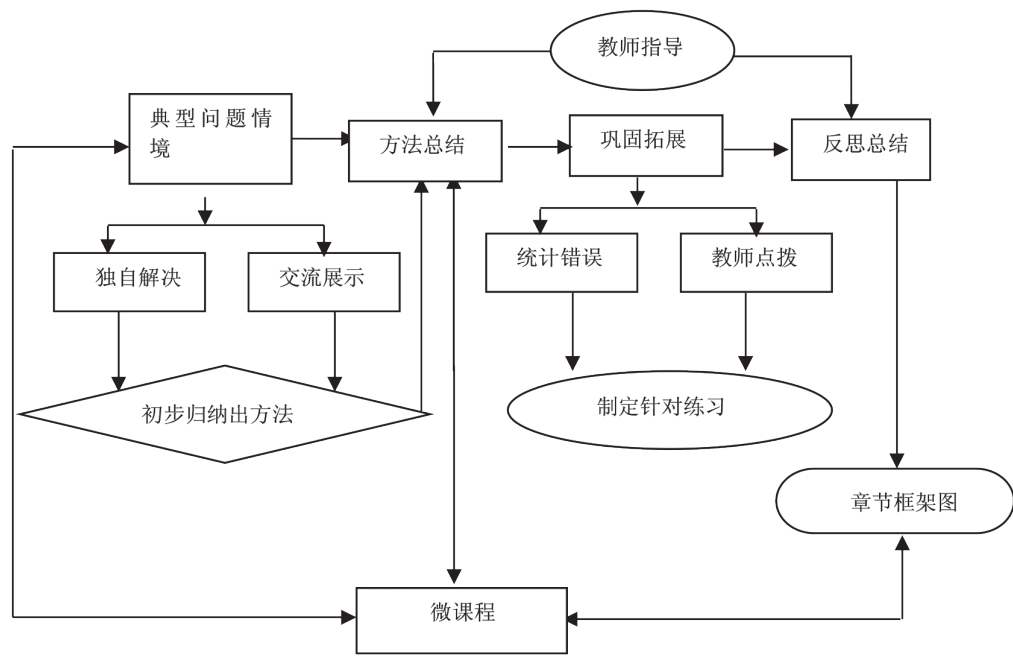 教师指导
典型问题情
境
方法总结
巩固拓展
反思总结
独自解决
交流展示
统计错误
教师点拨
初步归纳出方法
制定针对练习
章节框架图
微课程